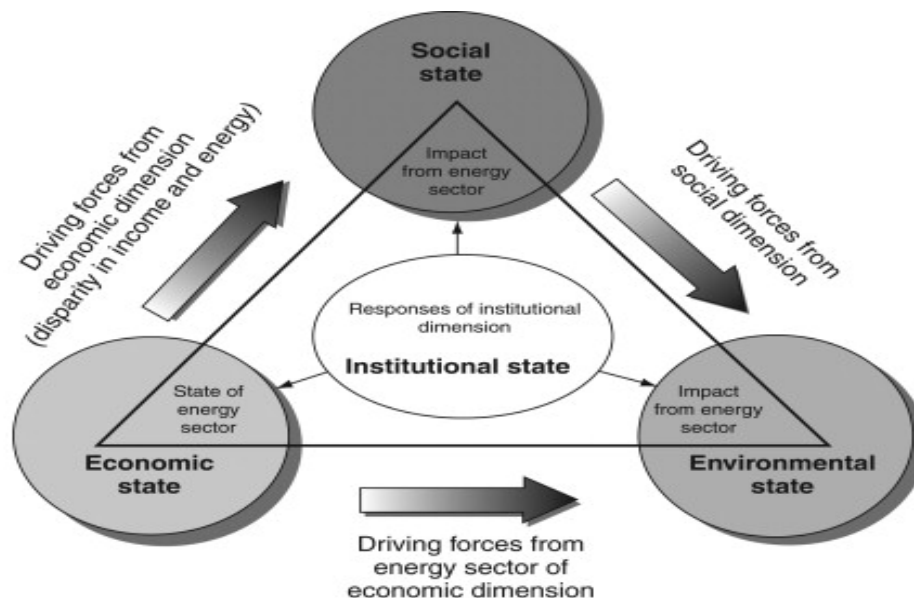 Social
state
Impact
from energy
sector
Driving forces from
economic dimension
(disparity in income and energy)
Driving forces from
social dimension
Responses of institutional
dimension
Institutional state
State of
energy
sector
Economic
state
Impact
from energy
sector
Environmental
state
Driving forces from
energy sector of
economic dimension